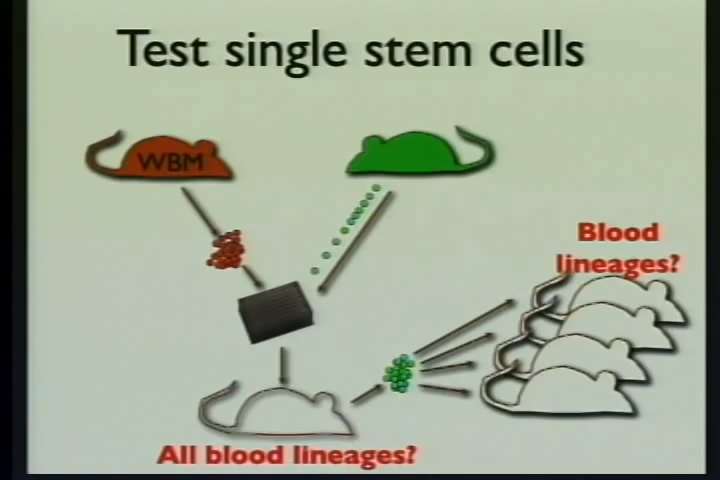 Test single stem cells
WBM
Blood
lineages?
All blood lineages?